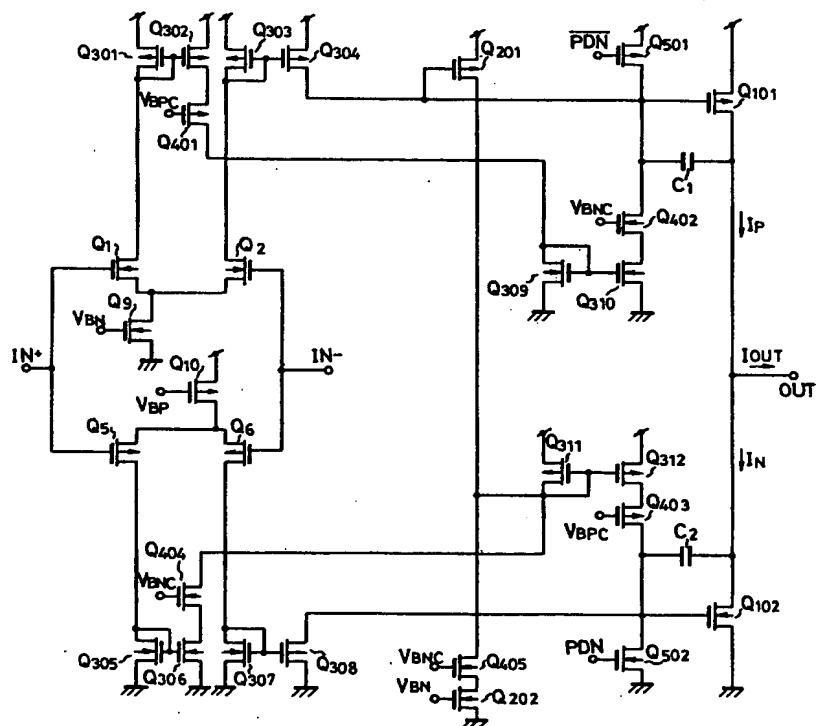 Q302
Q303
PDN
Q501
Q301
Q304
Q201
VBPC
Q101
Q401
C1
VBNC
Q402
IP
Q1
Q2
Q309
Q310
Q9
VBN
IN+
Q10
IN-
IOUT
VBP
OUT
Q5
Q6
Q311
Q312
IN
Q403
Q404
VBPC
C2
VBNC
Q102
Q305
Q306
Q307
Q308
VBNC
Q405
PDN
Q502
VBN
Q202